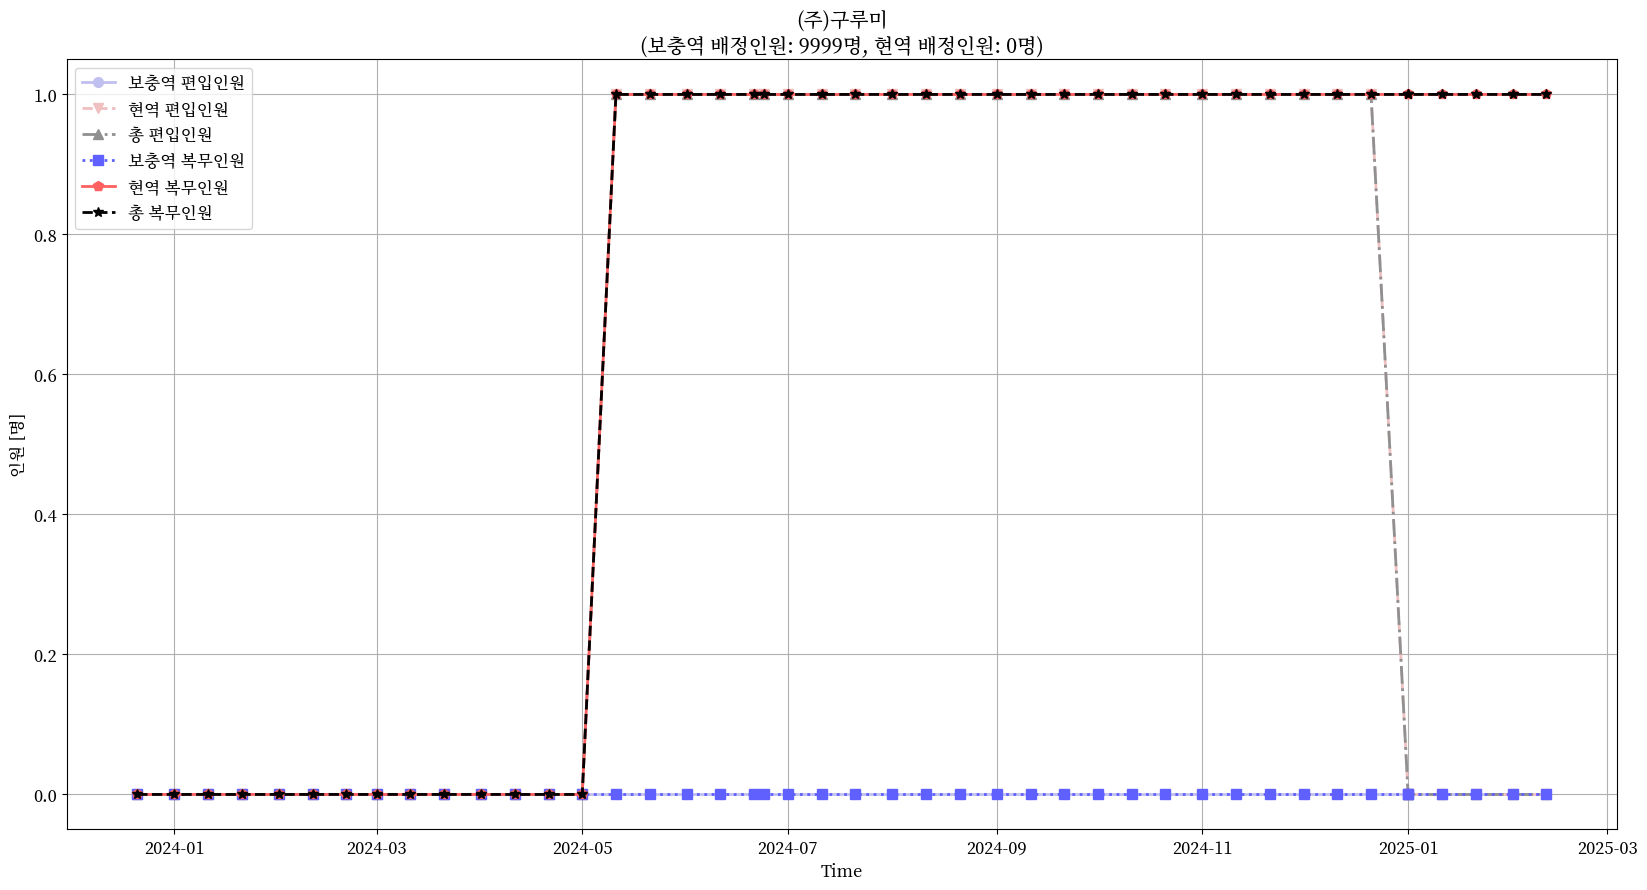 (주)구루미
(보충역 배정인원: 9999명, 현역 배정인원: 0명)
보충역 편입인원
현역 편입인원
총 편입인원
보충역 복무인원
현역 복무인원
총 복무인원
1.0
0.8
0.6
0.4
0.2
0.0
인원 [명]
2024-01
2024-03
2024-05
2024-07
2024-09
2024-11
2025-01
2025-03
Time